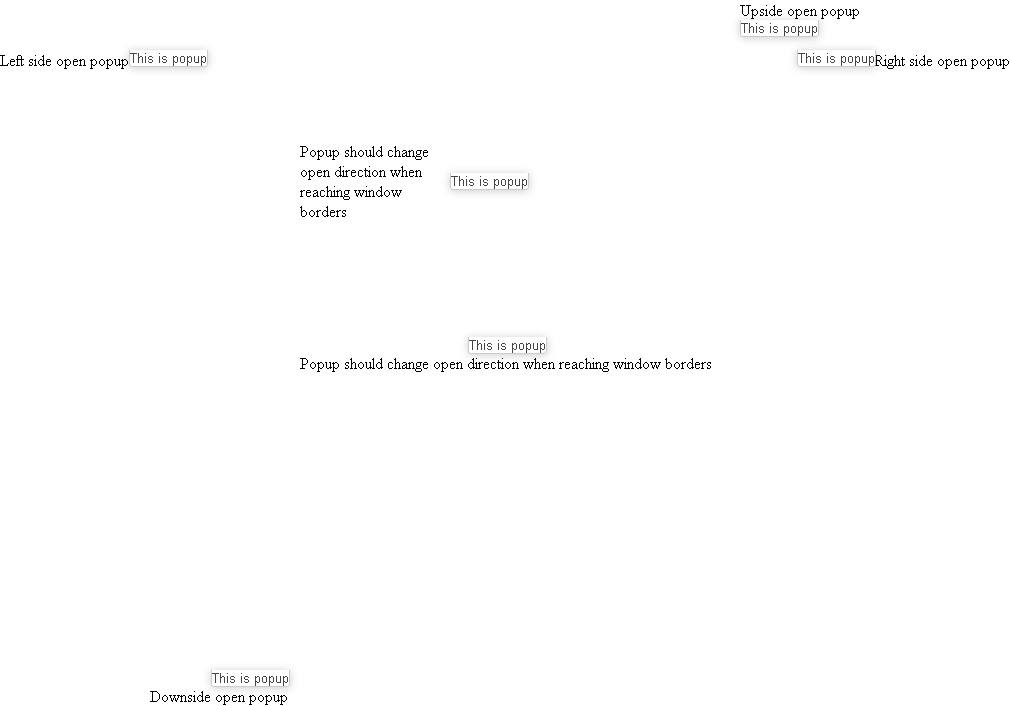 Upside open popup
This is popup
Left side open popup
This is popup
This is popup
Right side open popup
Popup should change
open direction when
reaching window
borders
This is popup
This is popup
Popup should change open direction when reaching window borders
This is popup
Downside open popup